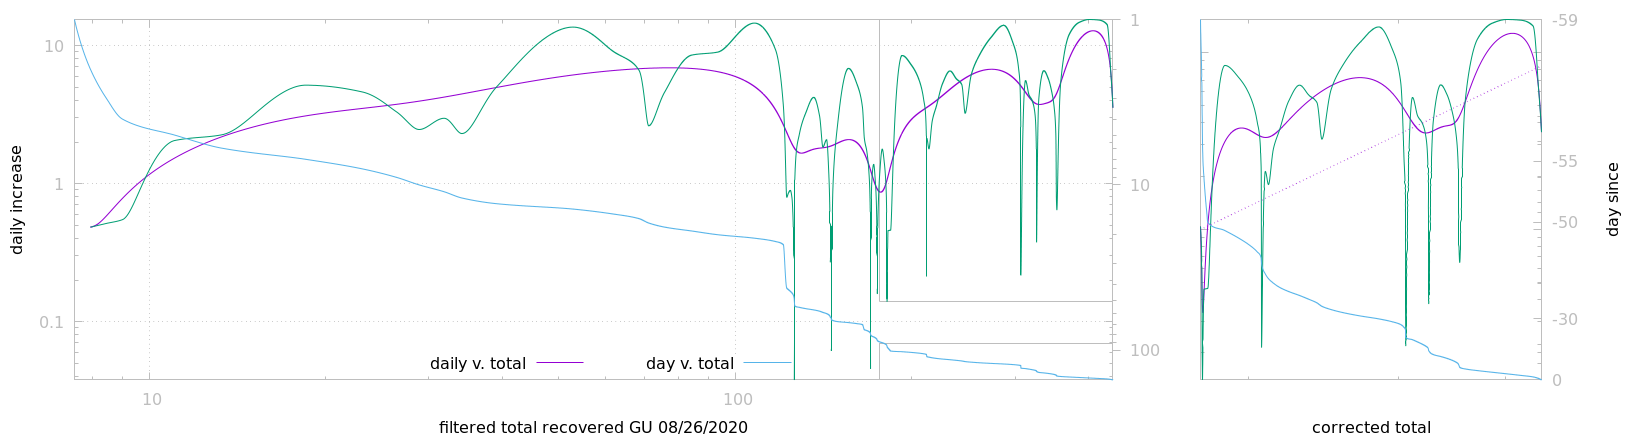 10
1
0.1
daily increase
10
100
daily v. total
day v. total
filtered total recovered GU 08/26/2020
1
10
100
-59
-55
-50
-30
0
day since
corrected total